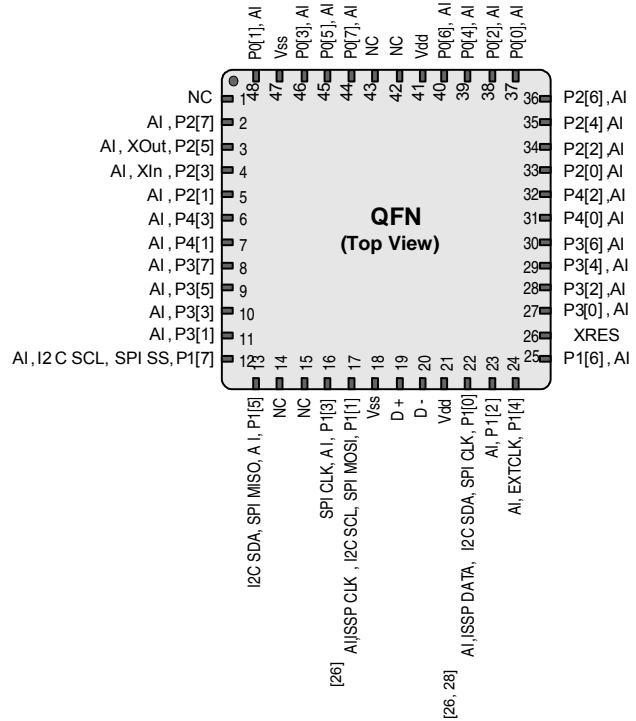 P0[1], AI
Vss
P0[3], AI
P0[5], AI
P0[7], AI
NC
NC
Vdd
P0[6], AI
P0[4], AI
P0[2], AI
P0[0], AI
48
47
46
45
44
43
42
41
40
39
38
37
NC 1
AI , P2[7] 2
AI , XOut, P2[5] 3
AI , XIn , P2[3] 4
AI , P2[1] 5
AI , P4[3] 6
AI , P4[1] 7
AI , P3[7] 8
AI , P3[5] 9
AI , P3[3] 10
AI , P3[1] 11
AI , I2 C SCL, SPI SS, P1[7] 12
QFN
(Top View)
36 P2[6] ,AI
35 P2[4] ,AI
34 P2[2] ,AI
33 P2[0] ,AI
32 P4[2] ,AI
31 P4[0] ,AI
30 P3[6] ,AI
29 P3[4] , AI
28 P3[2] , AI
27 P3[0] , AI
26 XRES
25 P1[6] , AI
13
14
15
16
17
18
19
20
21
22
23
24
I2C SDA, SPI MISO, A I, P1[5]
NC
NC
SPI CLK, AI, P1[3]
[26] AI,ISSP CLK , I2C SCL, SPI MOSI, P1[1]
Vss
D +
D -
Vdd
[26, 28] AI,ISSP DATA, I2C SDA, SPI CLK, P1[0]
AI, P1[2]
AI, EXTCLK, P1[4]